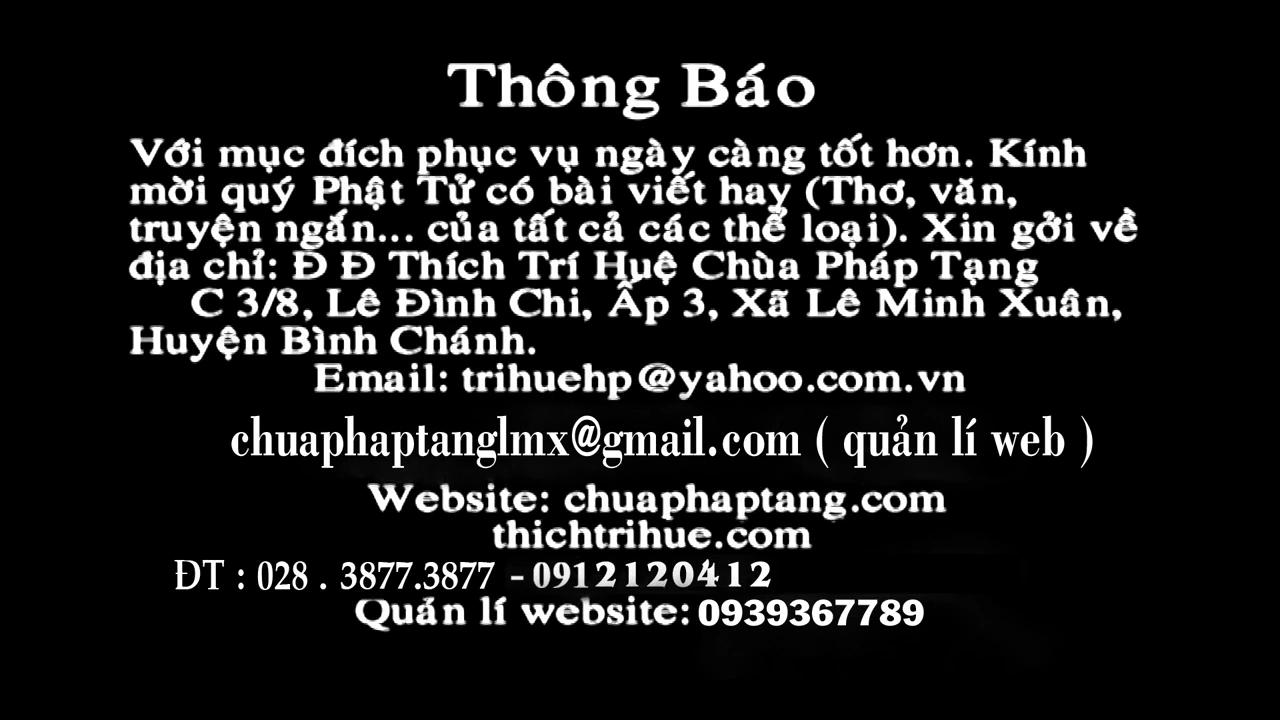 Thông Báo
Với mục đích phục vụ ngày càng tốt hơn. Kính
mời quý Phật Tử có bài viết hay (Thơ, văn,
truyện ngắn... của tất cả các thể loại). Xin gởi về
địa chỉ: Đ Đ Thích Trí Huệ Chùa Pháp Tạng
C 3/8, Lê Đình Chi, Ấp 3, Xã Lê Minh Xuân,
Huyện Bình Chánh.
Email: trihuehp@yahoo.com.vn
chuaphaptanglmx@gmail.com ( quản lí web )
Website: chuaphaptang.com
thichtrihue.com
ĐT : 028 . 3877.3877 - 0912120412
Quản lí website: 0939367789